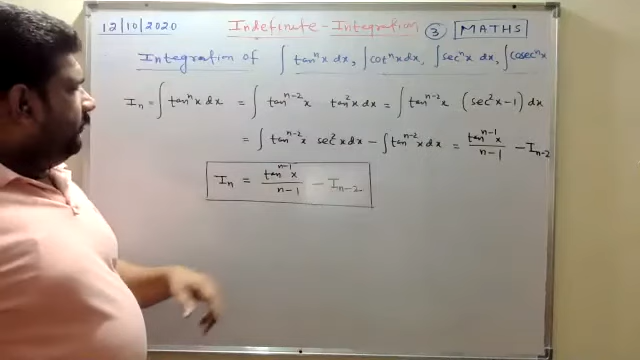 12/10/2020 Indefinite-Integration ③ MATHS
Integration of ∫ tanⁿx dx, ∫cotⁿx dx, ∫secⁿx dx, ∫cosecⁿx
Iₙ = ∫tanⁿx dx = ∫ tanⁿ⁻²x tan²x dx = ∫tanⁿ⁻²x (sec²x-1) dx
= ∫ tanⁿ⁻²x sec²x dx - ∫tanⁿ⁻²x dx = tanⁿ⁻¹x / n-1 - Iₙ₋₂
Iₙ = tanⁿ⁻¹x / n-1 - Iₙ₋₂